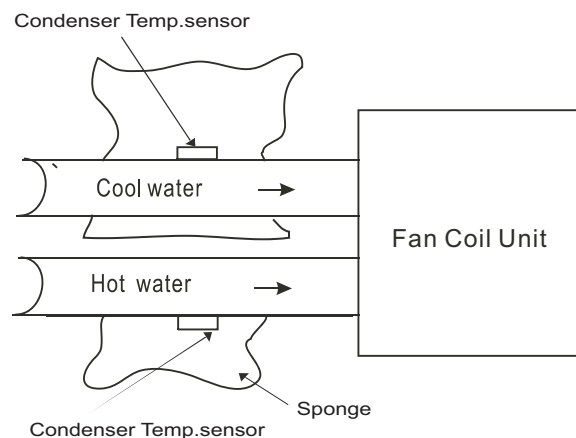 Condenser Temp.sensor
Cool water
Fan Coil Unit
Hot water
Sponge
Condenser Temp.sensor